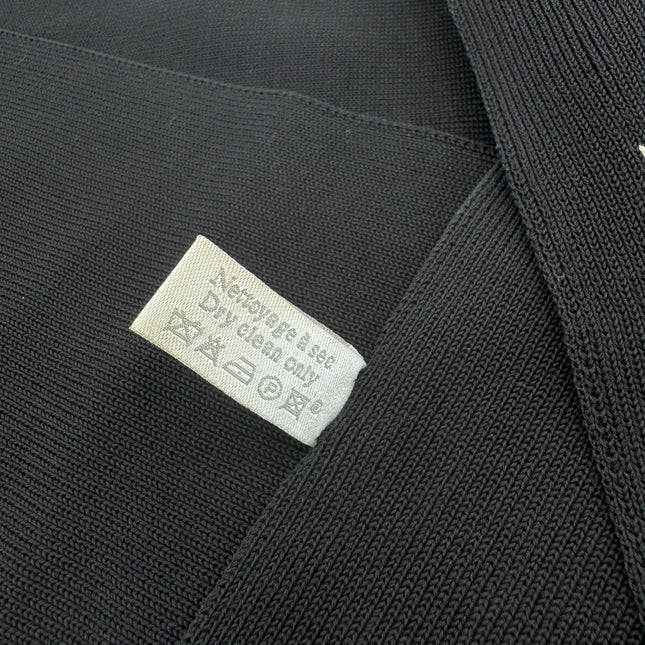 Nettoyage à sec
Dry clean only
P ®